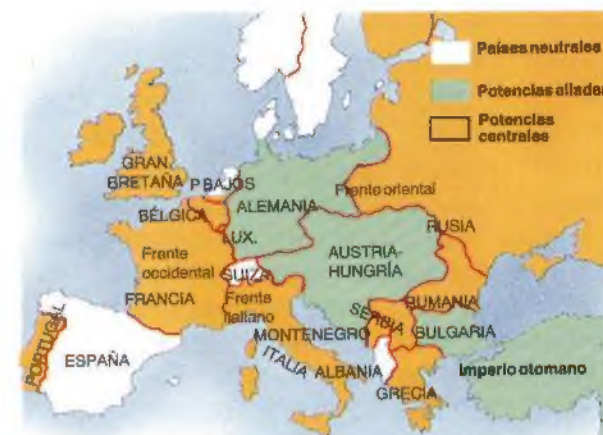 Países neutrales
Potencias aliadas
Potencias
centrales
GRAN
BRETAÑA
P BAJOS
BÉLGICA
ALEMANIA
LUX.
Frente oriental
RUSIA
AUSTRIA-
HUNGRÍA
Frente
occidental
SUIZA
FRANCIA
Frente
italiano
RUMANIA
SERBIA
MONTENEGRO
BULGARIA
PORTUGAL
ESPAÑA
ITALIA
ALBANIA
GRECIA
Imperio otomano